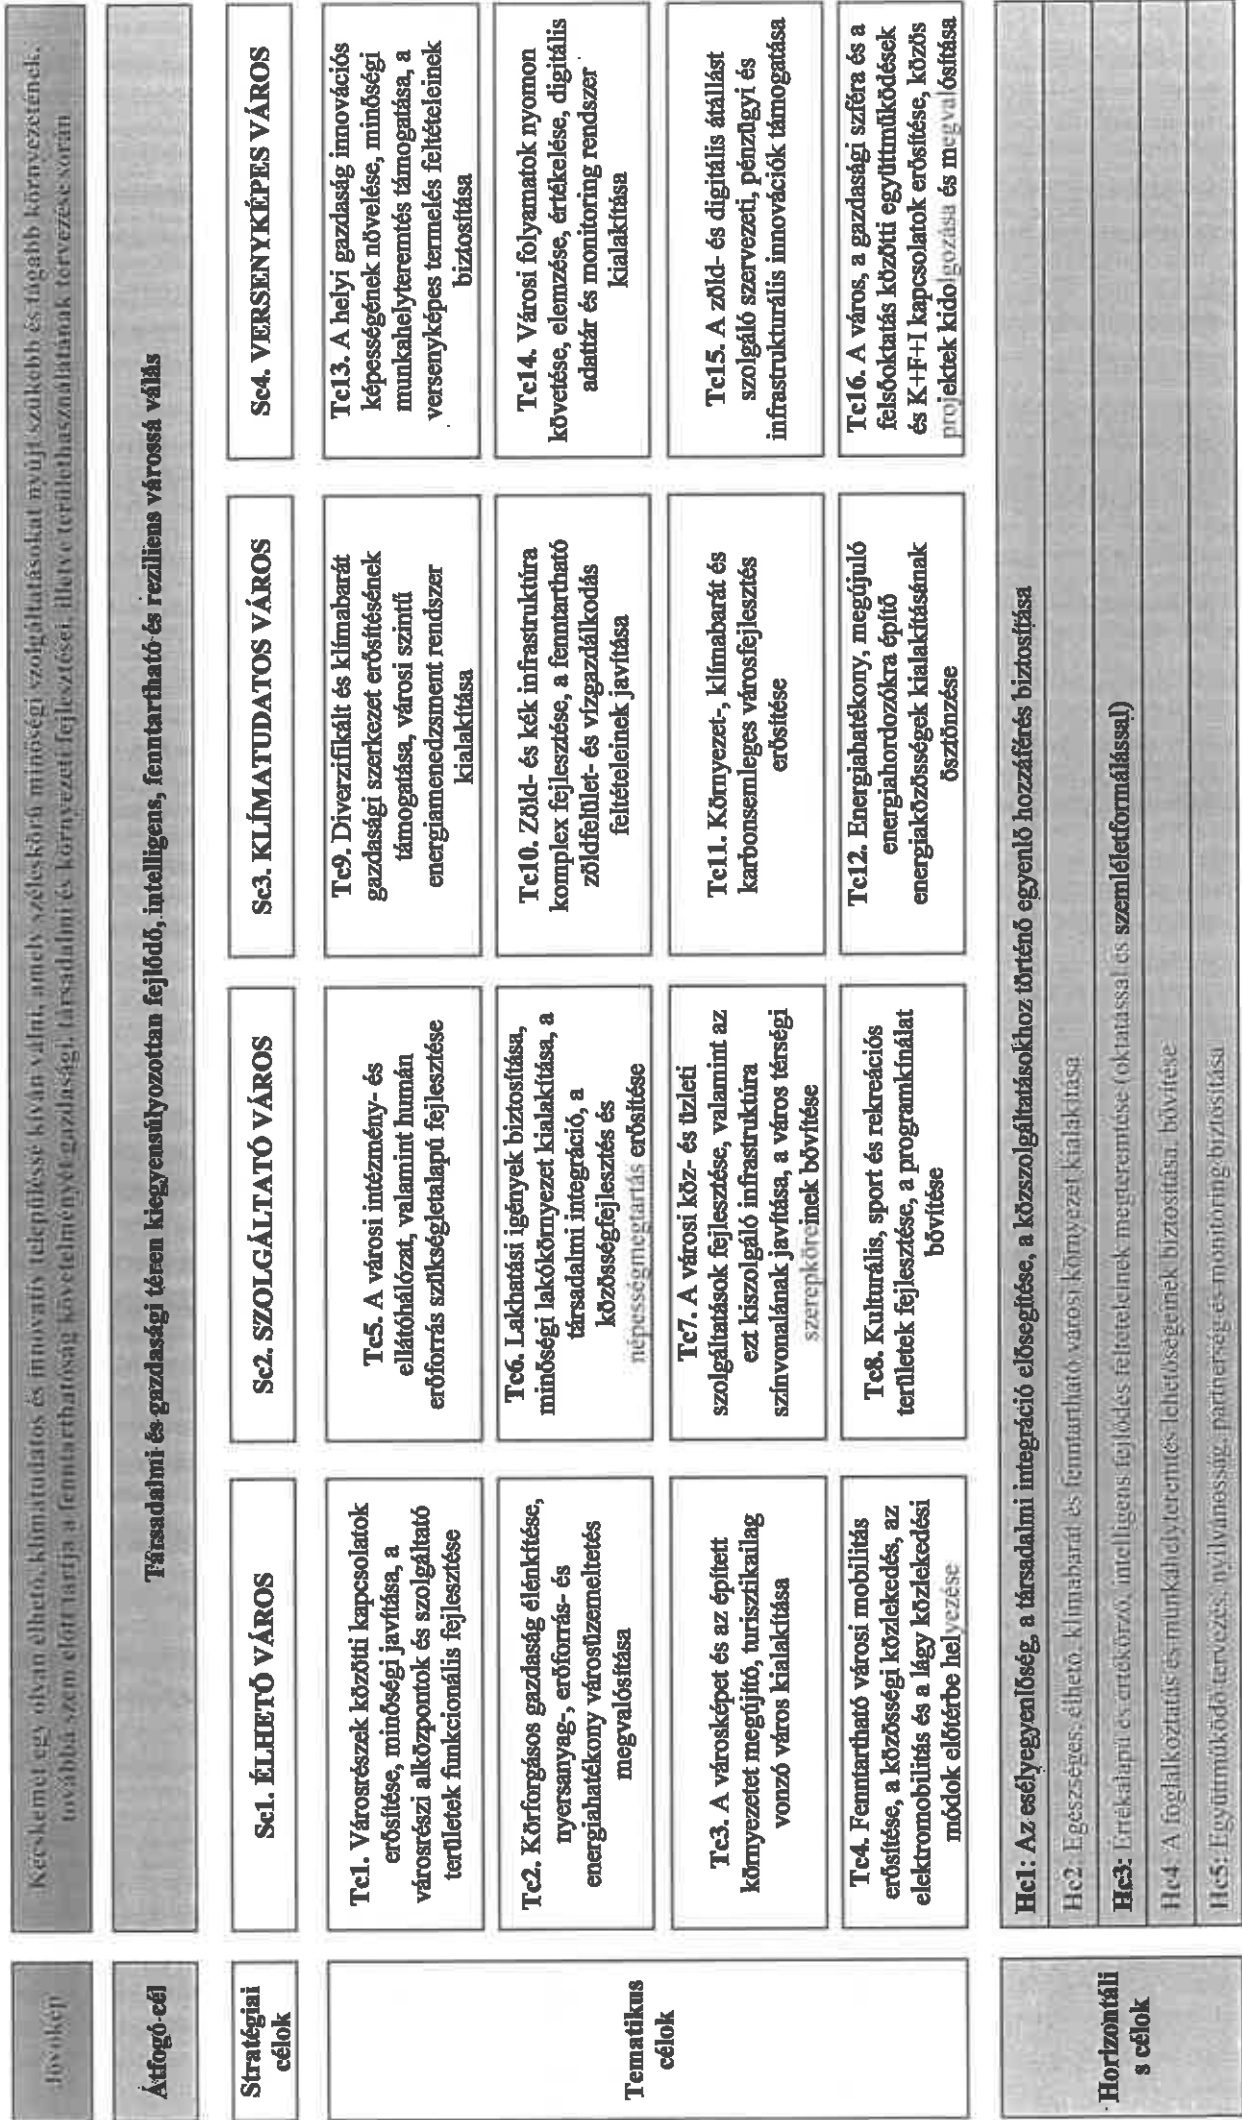 Jövőkép
Kecskemét egy olyan élhető, klímatudatos és innovatív településsé kíván válni, amely széleskörű minőségi szolgáltatásokat nyújt szűkebb és tágabb környezetének,
továbbá szem előtt tartja a fenntarthatóság követelményét gazdasági, társadalmi és környezeti fejlesztései, illetve területhasználatának tervezése során
Átfogó cél
Társadalmi és gazdasági téren kiegyensúlyozottan fejlődő, intelligens, fenntartható és reziliens várossá válás
Stratégiai
célok
Sc1. ÉLHETŐ VÁROS
Sc2. SZOLGÁLTATÓ VÁROS
Sc3. KLÍMATUDATOS VÁROS
Sc4. VERSENYKÉPES VÁROS
Tematikus
célok
Tc1. Városrészek közötti kapcsolatok
erősítése, minőségi javítása, a
városrészi alközpontok és szolgáltató
területek funkcionális fejlesztése
Tc5. A városi intézmény- és
ellátóhálózat, valamint humán
erőforrás szükségletalapú fejlesztése
Tc9. Diverzifikált és klímabarát
gazdasági szerkezet erősítésének
támogatása, városi szintű
energiamenedzsment rendszer
kialakítása
Tc13. A helyi gazdaság innovációs
képességének növelése, minőségi
munkahelyteremtés támogatása, a
versenyképes termelés feltételeinek
biztosítása
Tc2. Körforgásos gazdaság élénkítése,
nyersanyag-, erőforrás- és
energiahatékony városüzemeltetés
megvalósítása
Tc6. Lakhatási igények biztosítása,
minőségi lakókörnyezet kialakítása, a
társadalmi integráció, a
közösségfejlesztés és
népességmegtartás erősítése
Tc10. Zöld- és kék infrastruktúra
komplex fejlesztése, a fenntartható
zöldfelület- és vízgazdálkodás
feltételeinek javítása
Tc14. Városi folyamatok nyomon
követése, elemzése, értékelése, digitális
adattár és monitoring rendszer
kialakítása
Tc3. A városképet és az épített
környezetet megújító, turisztikailag
vonzó város kialakítása
Tc7. A városi köz- és üzleti
szolgáltatások fejlesztése, valamint az
ezt kiszolgáló infrastruktúra
színvonalának javítása, a város térségi
szerepköreinek bővítése
Tc11. Környezet-, klímabarát és
karbonsemleges városfejlesztés
erősítése
Tc15. A zöld- és digitális átállást
szolgáló szervezeti, pénzügyi és
infrastrukturális innovációk támogatása
Tc4. Fenntartható városi mobilitás
erősítése, a közösségi közlekedés, az
elektromobilitás és a lágy közlekedési
módok előtérbe helyezése
Tc8. Kulturális, sport és rekreációs
területek fejlesztése, a programkínálat
bővítése
Tc12. Energiahatékony, megújuló
energiahordozókra építő
energiaközösségek kialakításának
ösztönzése
Tc16. A város, a gazdasági szféra és a
felsőoktatás közötti együttműködések
és K+F+I kapcsolatok erősítése, közös
projektek kidolgozása és megvalósítása
Horizontáli
s célok
Hc1: Az esélyegyenlőség, a társadalmi integráció elősegítése, a közszolgáltatásokhoz történő egyenlő hozzáférés biztosítása
Hc2: Egészséges, élhető, klímabarát és fenntartható városi környezet kialakítása
Hc3: Értékalapú és értékőrző, intelligens fejlődés feltételeinek megteremtése (oktatással és szemléletformálással)
Hc4: A foglalkoztatás és munkahelyteremtés lehetőségének biztosítása, bővítése
Hc5: Együttműködő tervezés, nyilvánosság, partnerség és monitoring biztosítása